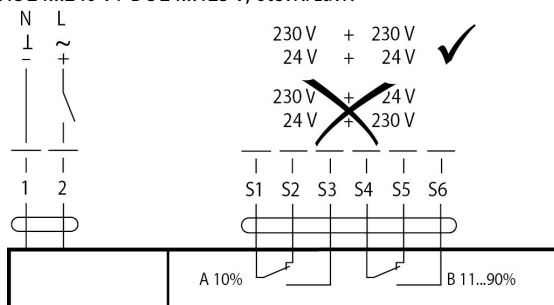 N L
⊥ ~
- +
230 V + 230 V
24 V + 24 V
230 V + 24 V
24 V + 230 V
1 2 S1 S2 S3 S4 S5 S6
A 10% B 11...90%